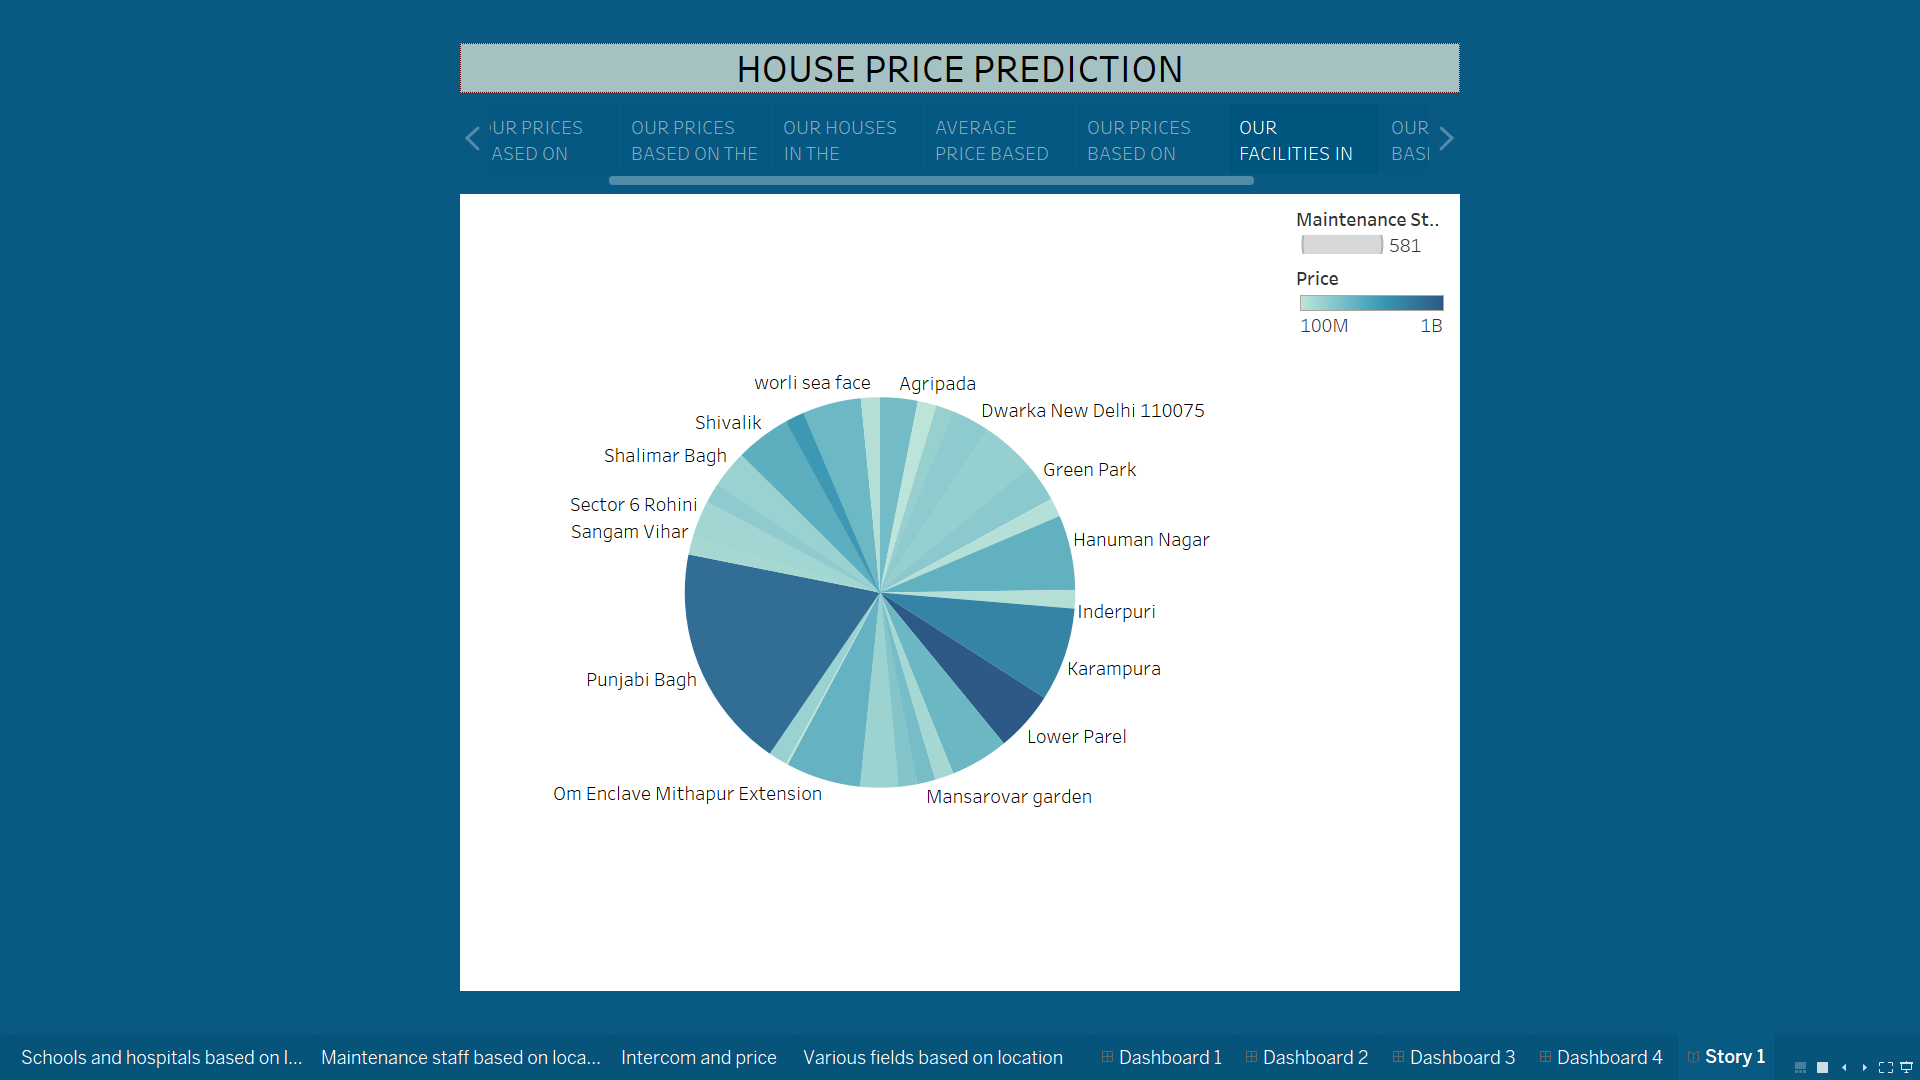 HOUSE PRICE PREDICTION
UR PRICES
ASED ON
OUR PRICES
BASED ON THE
OUR HOUSES
IN THE
AVERAGE
PRICE BASED
OUR PRICES
BASED ON
OUR
FACILITIES IN
OUR
BASI
Maintenance St..
581
Price
100M 1B
worli sea face
Agripada
Dwarka New Delhi 110075
Shivalik
Shalimar Bagh
Green Park
Sector 6 Rohini
Sangam Vihar
Hanuman Nagar
Inderpuri
Karampura
Punjabi Bagh
Lower Parel
Om Enclave Mithapur Extension
Mansarovar garden
Schools and hospitals based on l...
Maintenance staff based on loca...
Intercom and price
Various fields based on location
Dashboard 1
Dashboard 2
Dashboard 3
Dashboard 4
Story 1